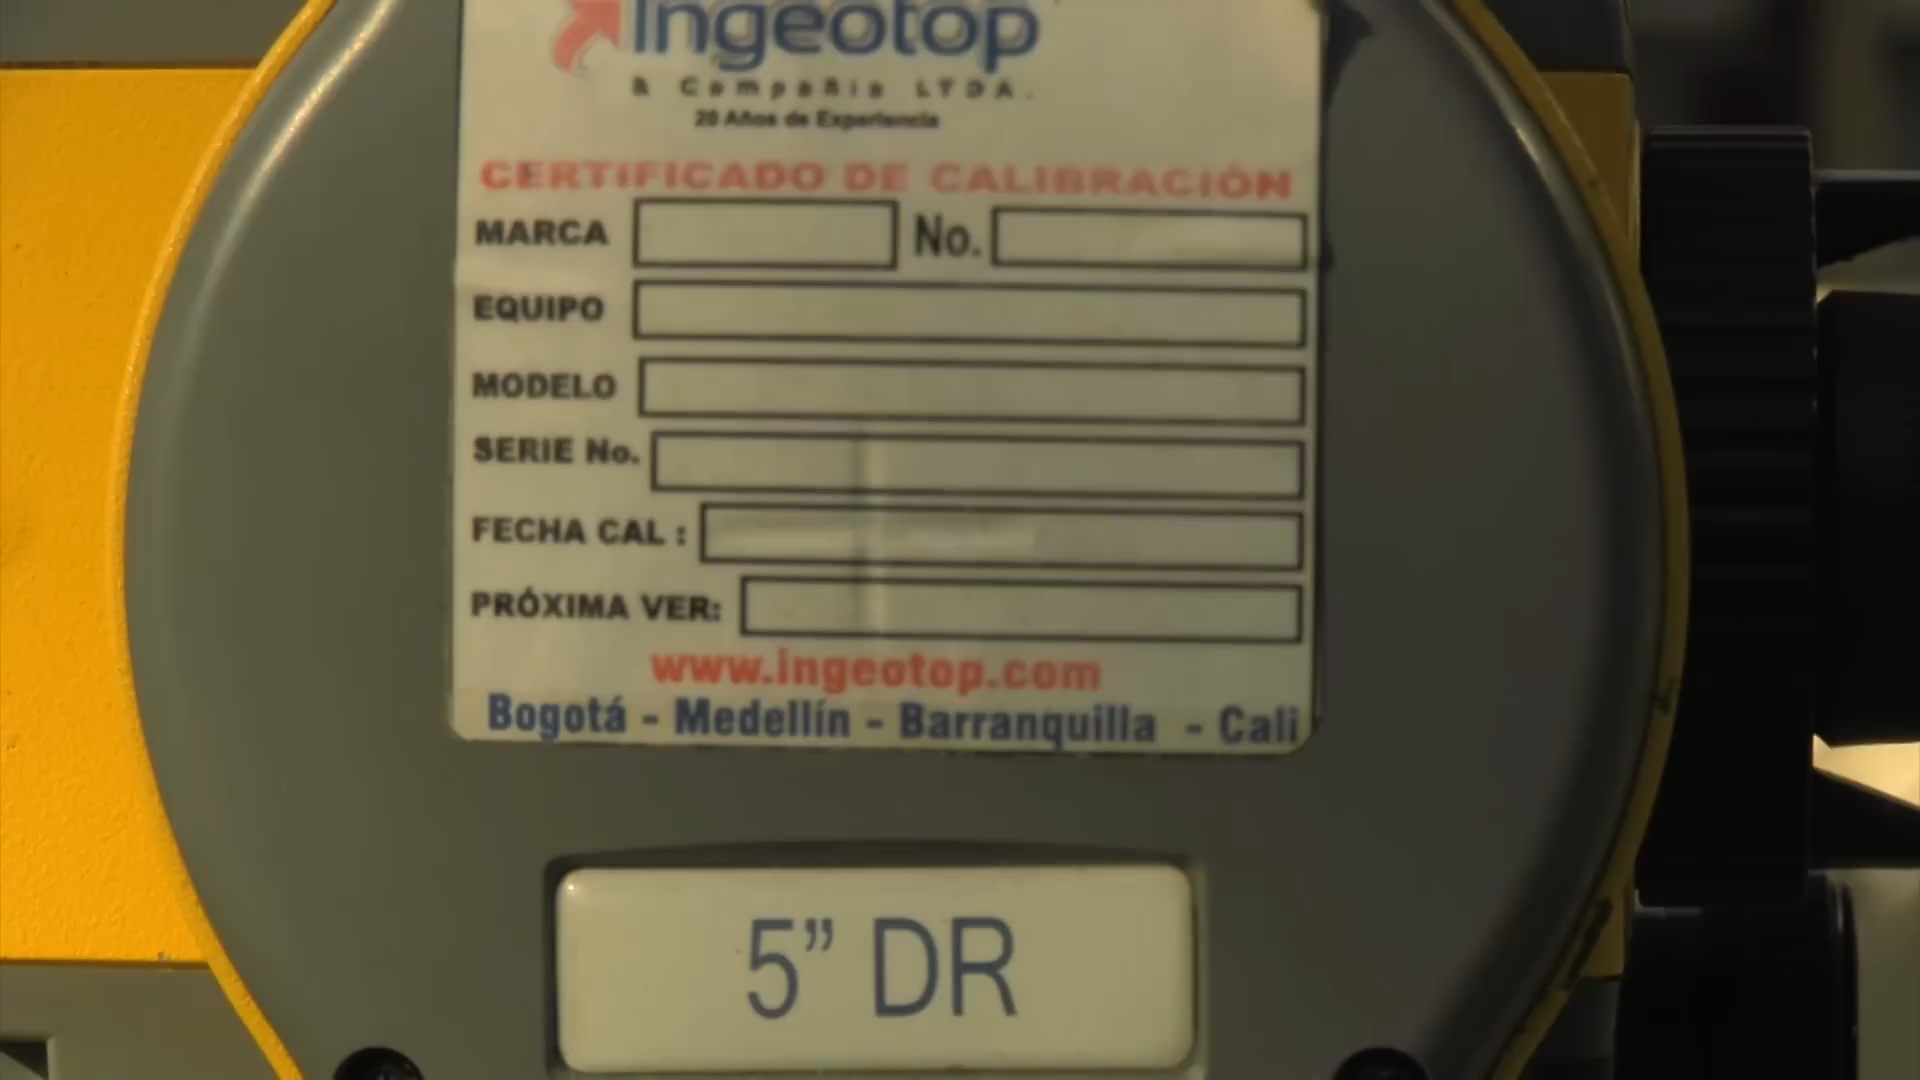 Ingeotop
& Compañia LTDA.
20 Años de Experiencia
CERTIFICADO DE CALIBRACIÓN
MARCA No.
EQUIPO
MODELO
SERIE No.
FECHA CAL :
PRÓXIMA VER:
www.ingeotop.com
Bogotá - Medellín - Barranquilla - Cali
5” DR